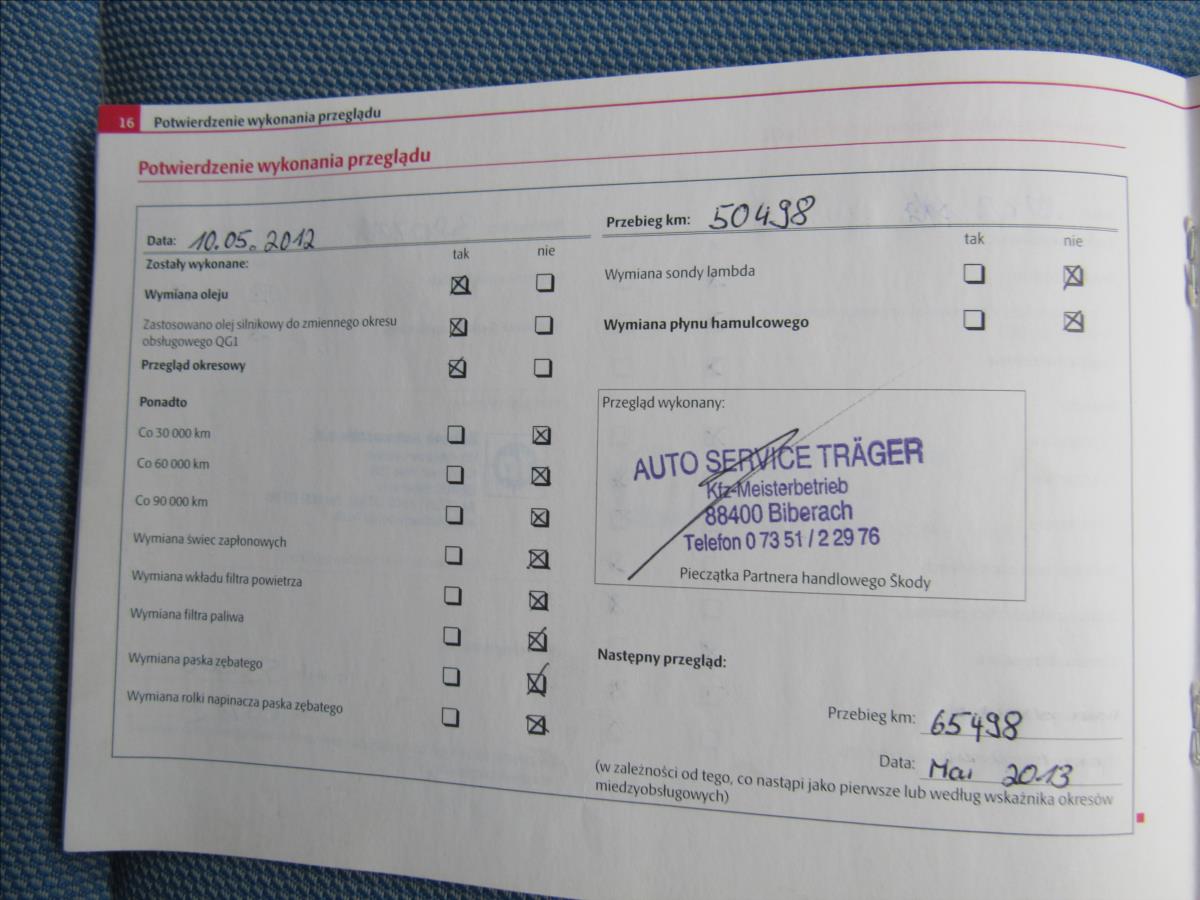 16 Potwierdzenie wykonania przeglądu
Potwierdzenie wykonania przeglądu
Data: 10.05.2012
tak nie
Zostały wykonane:
Wymiana oleju
Zastosowano olej silnikowy do zmiennego okresu
obsługowego QG1
Przegląd okresowy
Ponadto
Co 30 000 km
Co 60 000 km
Co 90 000 km
Wymiana świec zapłonowych
Wymiana wkładu filtra powietrza
Wymiana filtra paliwa
Wymiana paska zębatego
Wymiana rolki napinacza paska zębatego
Przebieg km: 50498
tak nie
Wymiana sondy lambda
Wymiana płynu hamulcowego
Przegląd wykonany:
AUTO SERVICE TRÄGER
Kfz-Meisterbetrieb
88400 Biberach
Telefon 0 73 51 / 2 29 76
Pieczątka Partnera handlowego Škody
Następny przegląd:
Przebieg km: 65498
Data: Mai 2013
(w zależności od tego, co nastąpi jako pierwsze lub według wskaźnika okresów
miedzyobsługowych)